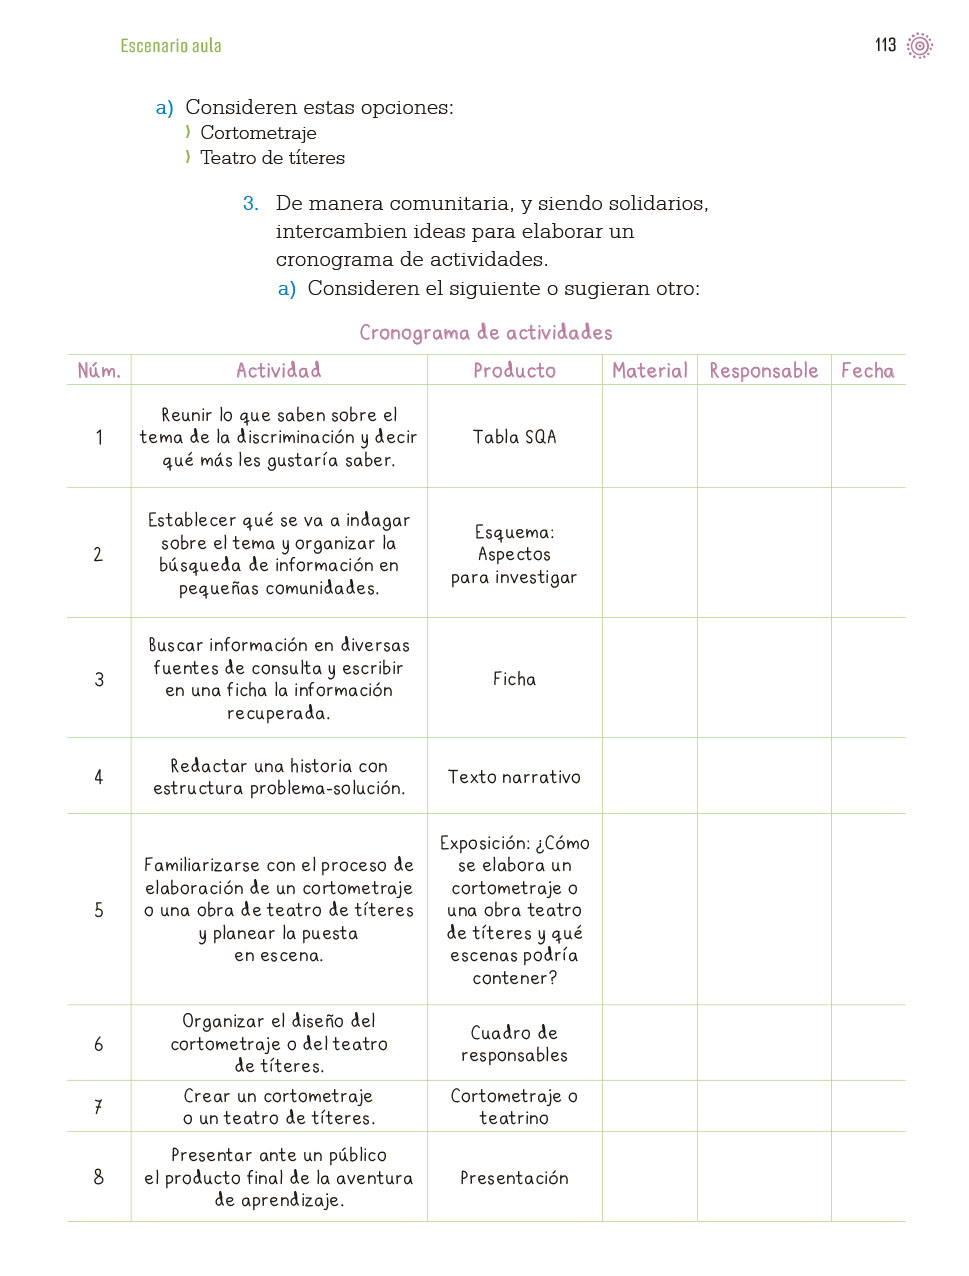 Escenario aula
113
a) Consideren estas opciones:
⟩ Cortometraje
⟩ Teatro de títeres
3. De manera comunitaria, y siendo solidarios,
intercambien ideas para elaborar un
cronograma de actividades.
a) Consideren el siguiente o sugieran otro:
Cronograma de actividades
Núm. Actividad Producto Material Responsable Fecha
1
Reunir lo que saben sobre el
tema de la discriminación y decir
qué más les gustaría saber.
Tabla SQA
2
Establecer qué se va a indagar
sobre el tema y organizar la
búsqueda de información en
pequeñas comunidades.
Esquema:
Aspectos
para investigar
3
Buscar información en diversas
fuentes de consulta y escribir
en una ficha la información
recuperada.
Ficha
4
Redactar una historia con
estructura problema-solución.
Texto narrativo
5
Familiarizarse con el proceso de
elaboración de un cortometraje
o una obra de teatro de títeres
y planear la puesta
en escena.
Exposición: ¿Cómo
se elabora un
cortometraje o
una obra teatro
de títeres y qué
escenas podría
contener?
6
Organizar el diseño del
cortometraje o del teatro
de títeres.
Cuadro de
responsables
7
Crear un cortometraje
o un teatro de títeres.
Cortometraje o
teatrino
8
Presentar ante un público
el producto final de la aventura
de aprendizaje.
Presentación